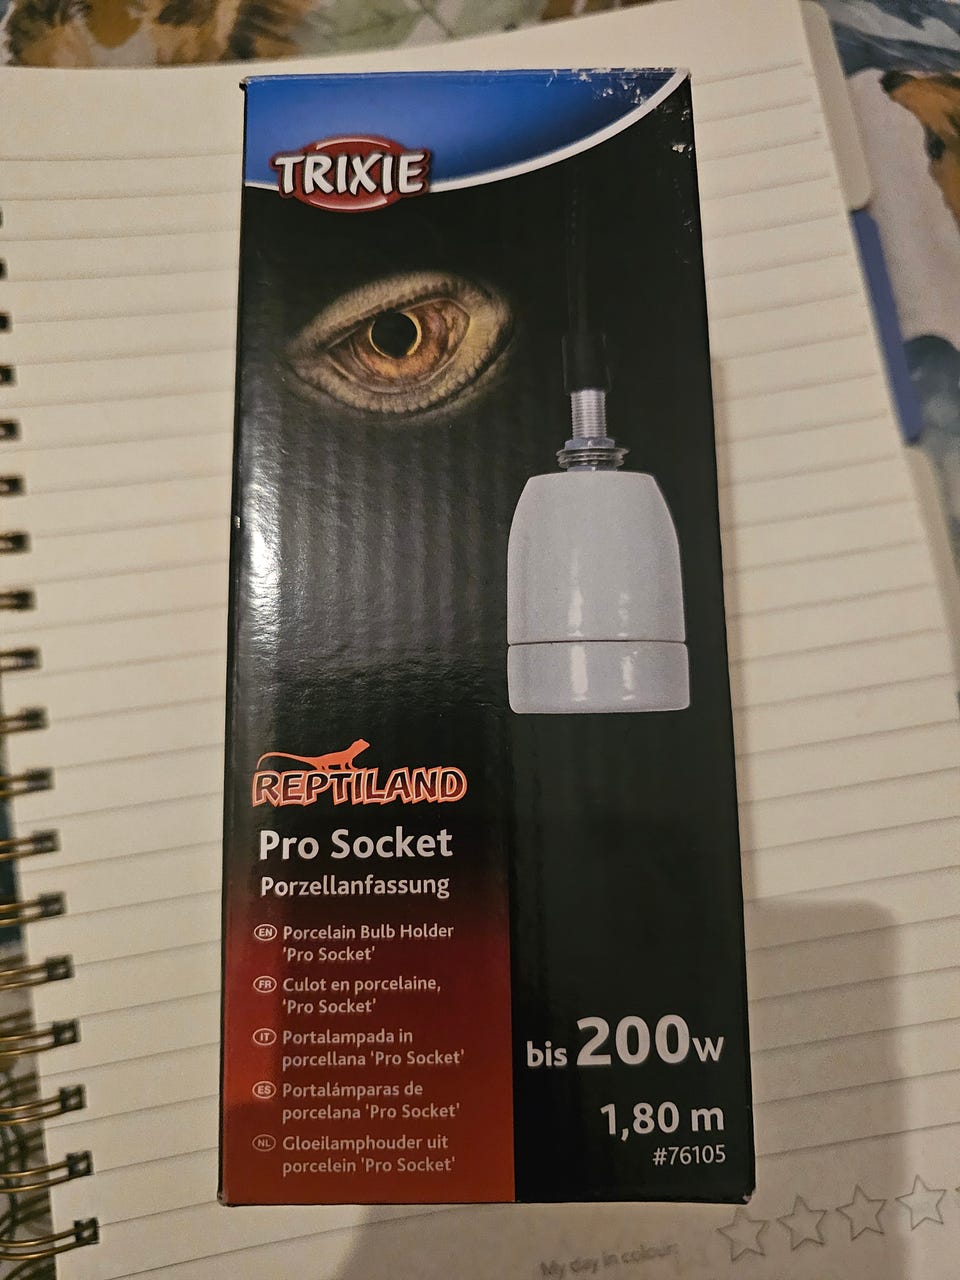 TRIXIE
REPTILAND
Pro Socket
Porzellanfassung
EN Porcelain Bulb Holder
'Pro Socket'
FR Culot en porcelaine,
'Pro Socket'
IT Portalampada in
porcellana 'Pro Socket'
ES Portalámparas de
porcelana 'Pro Socket'
NL Gloeilamphouder uit
porcelein 'Pro Socket'
bis 200W
1,80 m
#76105
My day in colour: